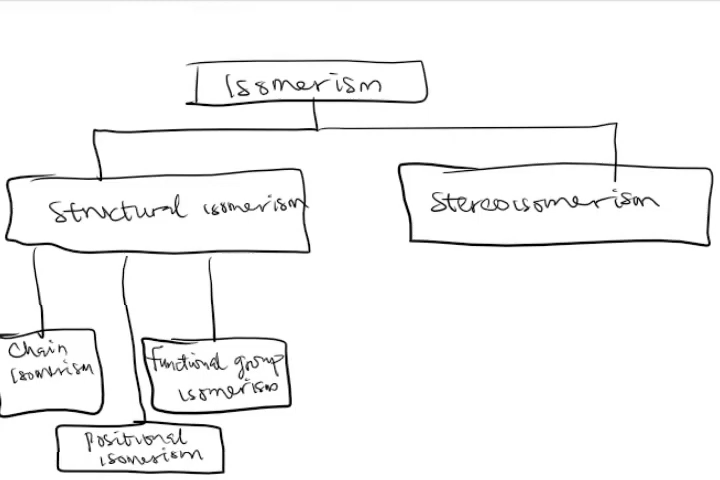 Isomerism
Structural isomerism
Stereoisomerism
Chain
Isomerism
Functional group
isomerism
Positional
isomerism